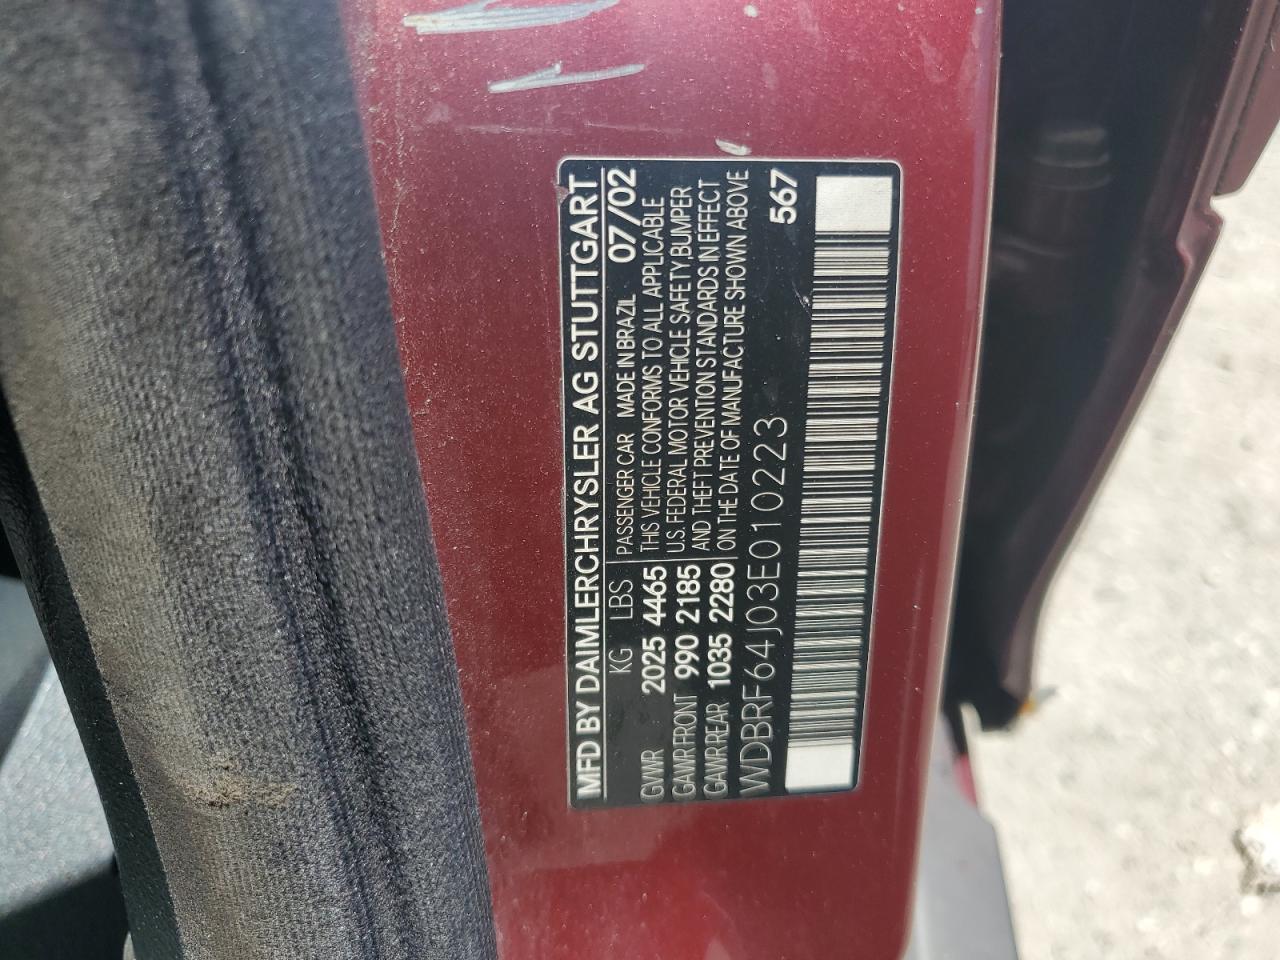 MFD BY DAIMLERCHRYSLER AG STUTTGART
KG LBS PASSENGER CAR MADE IN BRAZIL 07/02
GVWR 2025 4465 THIS VEHICLE CONFORMS TO ALL APPLICABLE
GAWR FRONT 990 2185 U.S. FEDERAL MOTOR VEHICLE SAFETY,BUMPER
GAWR REAR 1035 2280 AND THEFT PREVENTION STANDARDS IN EFFECT
ON THE DATE OF MANUFACTURE SHOWN ABOVE
WDBRF64J03E010223 567